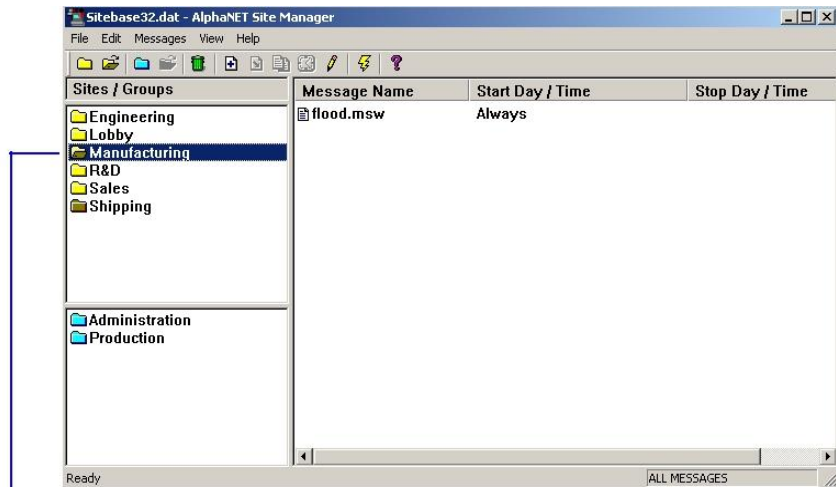 Sitebase32.dat - AlphaNET Site Manager
File Edit Messages View Help
Sites / Groups
Message Name Start Day / Time Stop Day / Time
Engineering
Lobby
Manufacturing
R&D
Sales
Shipping
flood.msw Always
Administration
Production
Ready ALL MESSAGES